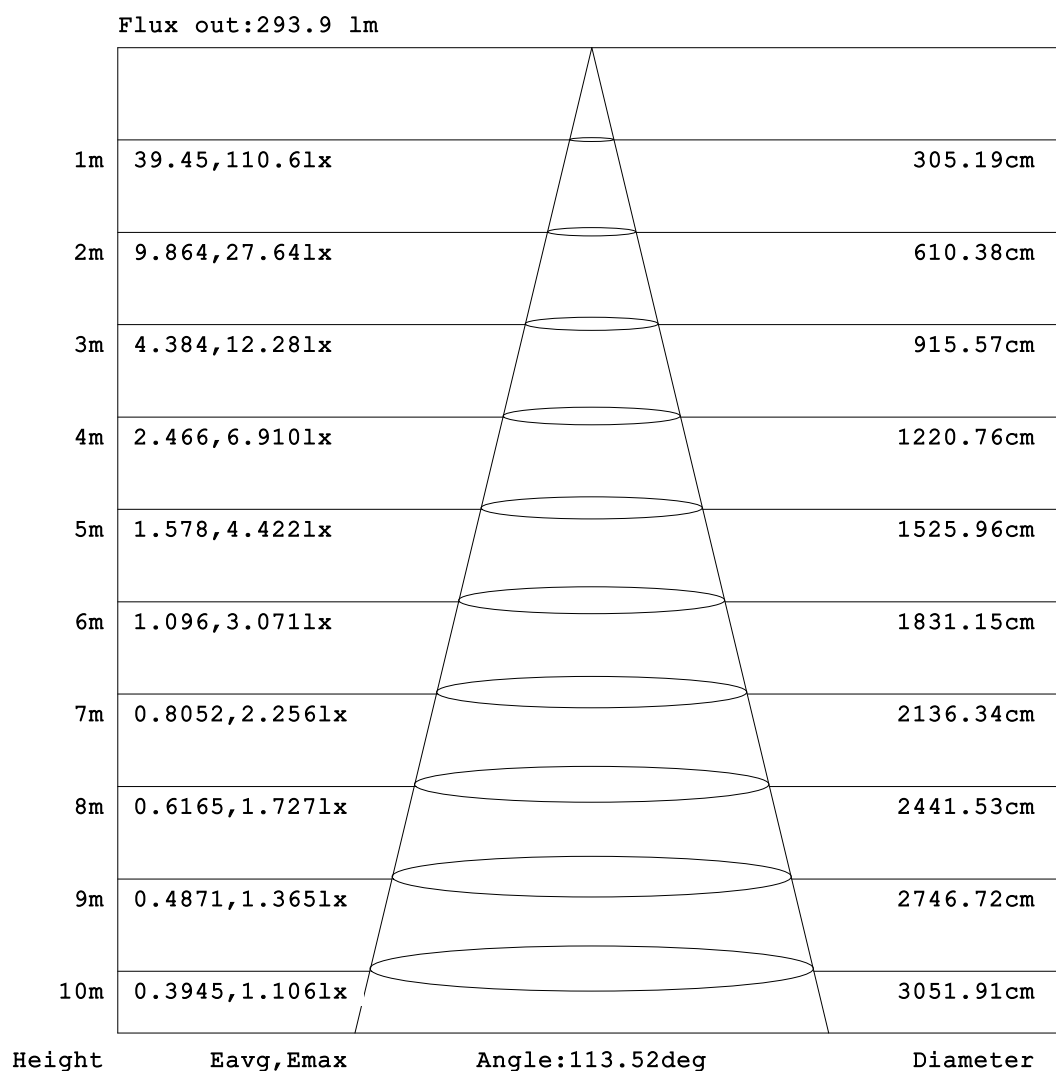 Flux out:293.9 lm
1m 39.45,110.6lx 305.19cm
2m 9.864,27.64lx 610.38cm
3m 4.384,12.28lx 915.57cm
4m 2.466,6.910lx 1220.76cm
5m 1.578,4.422lx 1525.96cm
6m 1.096,3.071lx 1831.15cm
7m 0.8052,2.256lx 2136.34cm
8m 0.6165,1.727lx 2441.53cm
9m 0.4871,1.365lx 2746.72cm
10m 0.3945,1.106lx 3051.91cm
Height Eavg,Emax Angle:113.52deg Diameter